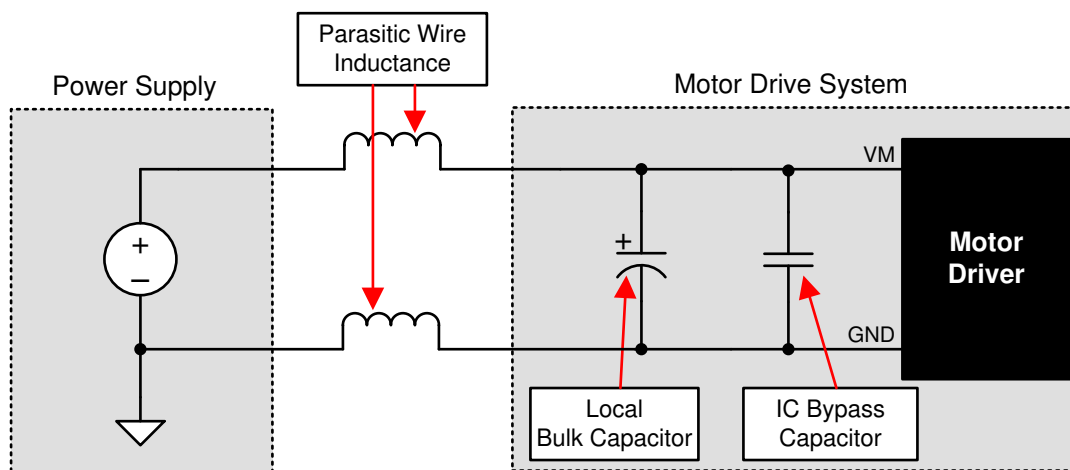 Parasitic Wire
Inductance
Power Supply
Motor Drive System
VM
+
–
+
Motor
Driver
GND
Local
Bulk Capacitor
IC Bypass
Capacitor